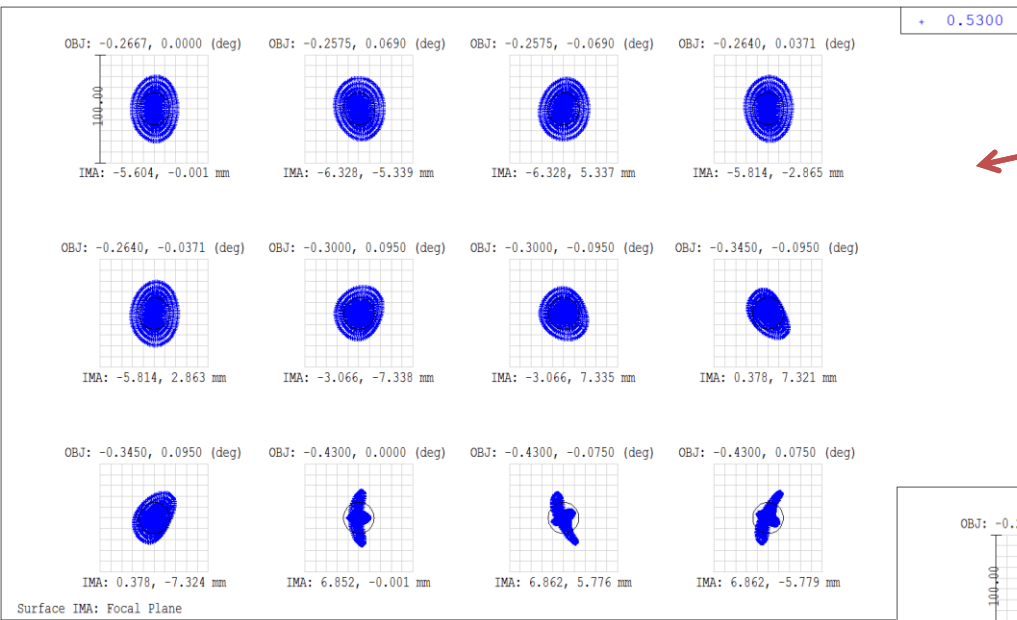 + 0.5300
OBJ: -0.2667, 0.0000 (deg) OBJ: -0.2575, 0.0690 (deg) OBJ: -0.2575, -0.0690 (deg) OBJ: -0.2640, 0.0371 (deg)
100.00
IMA: -5.604, -0.001 mm IMA: -6.328, -5.339 mm IMA: -6.328, 5.337 mm IMA: -5.814, -2.865 mm
OBJ: -0.2640, -0.0371 (deg) OBJ: -0.3000, 0.0950 (deg) OBJ: -0.3000, -0.0950 (deg) OBJ: -0.3450, -0.0950 (deg)
IMA: -5.814, 2.863 mm IMA: -3.066, -7.338 mm IMA: -3.066, 7.335 mm IMA: 0.378, 7.321 mm
OBJ: -0.3450, 0.0950 (deg) OBJ: -0.4300, 0.0000 (deg) OBJ: -0.4300, -0.0750 (deg) OBJ: -0.4300, 0.0750 (deg)
IMA: 0.378, -7.324 mm IMA: 6.852, -0.001 mm IMA: 6.862, 5.776 mm IMA: 6.862, -5.779 mm
Surface IMA: Focal Plane
OBJ: -0.
100.00